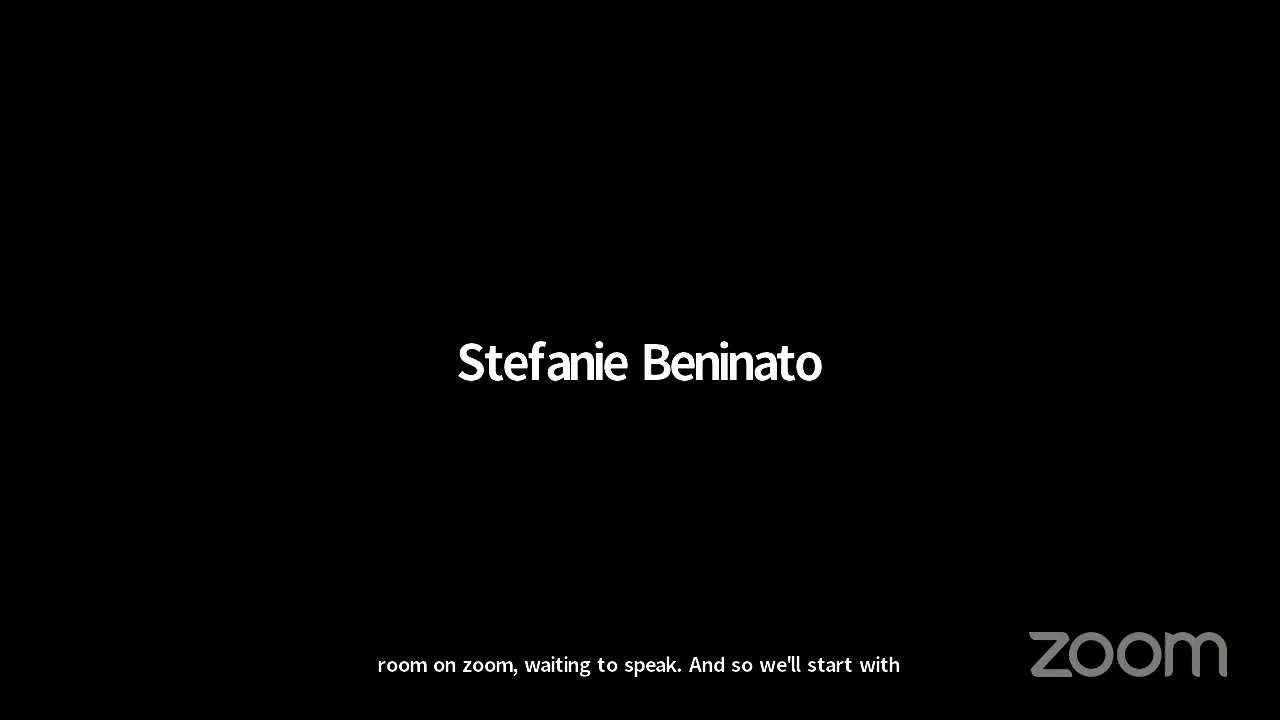 Stefanie Beninato
room on zoom, waiting to speak. And so we'll start with
zoom